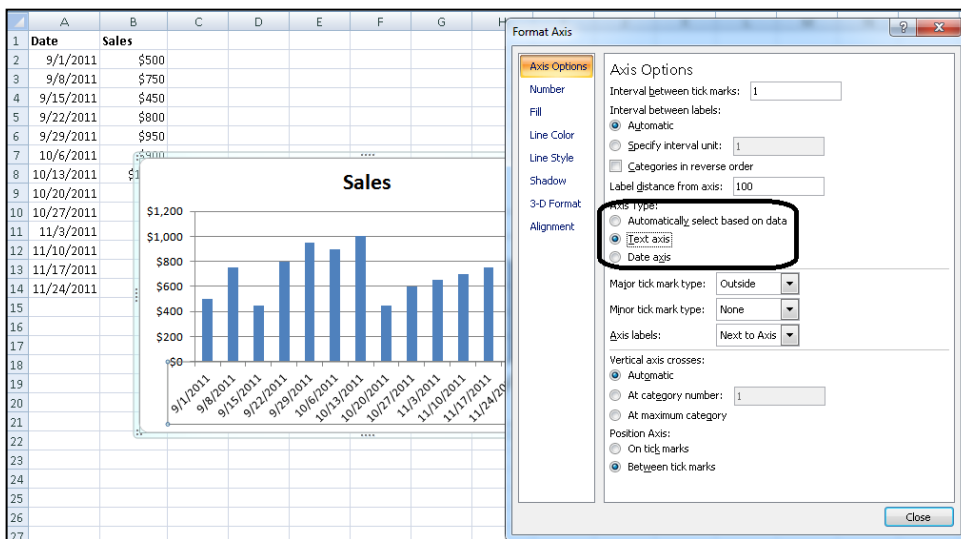 A B C D E F G
1 Date Sales
2 9/1/2011 $500
3 9/8/2011 $750
4 9/15/2011 $450
5 9/22/2011 $800
6 9/29/2011 $950
7 10/6/2011 $900
8 10/13/2011
9 10/20/2011
10 10/27/2011
11 11/3/2011
12 11/10/2011
13 11/17/2011
14 11/24/2011
15
16
17
18
19
20
21
22
23
24
25
26
27
Sales
$1,200
$1,000
$800
$600
$400
$200
$0
9/1/2011
9/8/2011
9/15/2011
9/22/2011
9/29/2011
10/6/2011
10/13/2011
10/20/2011
10/27/2011
11/3/2011
11/10/2011
11/17/2011
Format Axis
Axis Options
Number
Fill
Line Color
Line Style
Shadow
3-D Format
Alignment
Axis Options
Interval between tick marks: 1
Interval between labels:
Automatic
Specify interval unit: 1
Categories in reverse order
Label distance from axis: 100
Axis Type:
Automatically select based on data
Text axis
Date axis
Major tick mark type: Outside
Minor tick mark type: None
Axis labels: Next to Axis
Vertical axis crosses:
Automatic
At category number: 1
At maximum category
Position Axis:
On tick marks
Between tick marks
Close